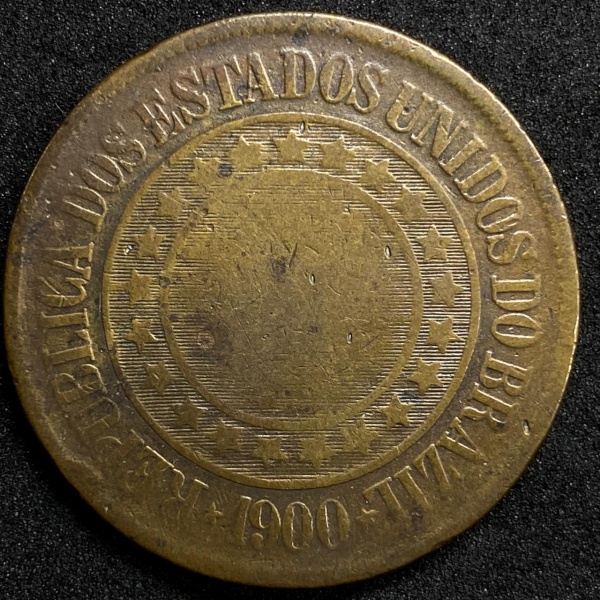 REPUBLICA DOS ESTADOS UNIDOS DO BRAZIL
1900